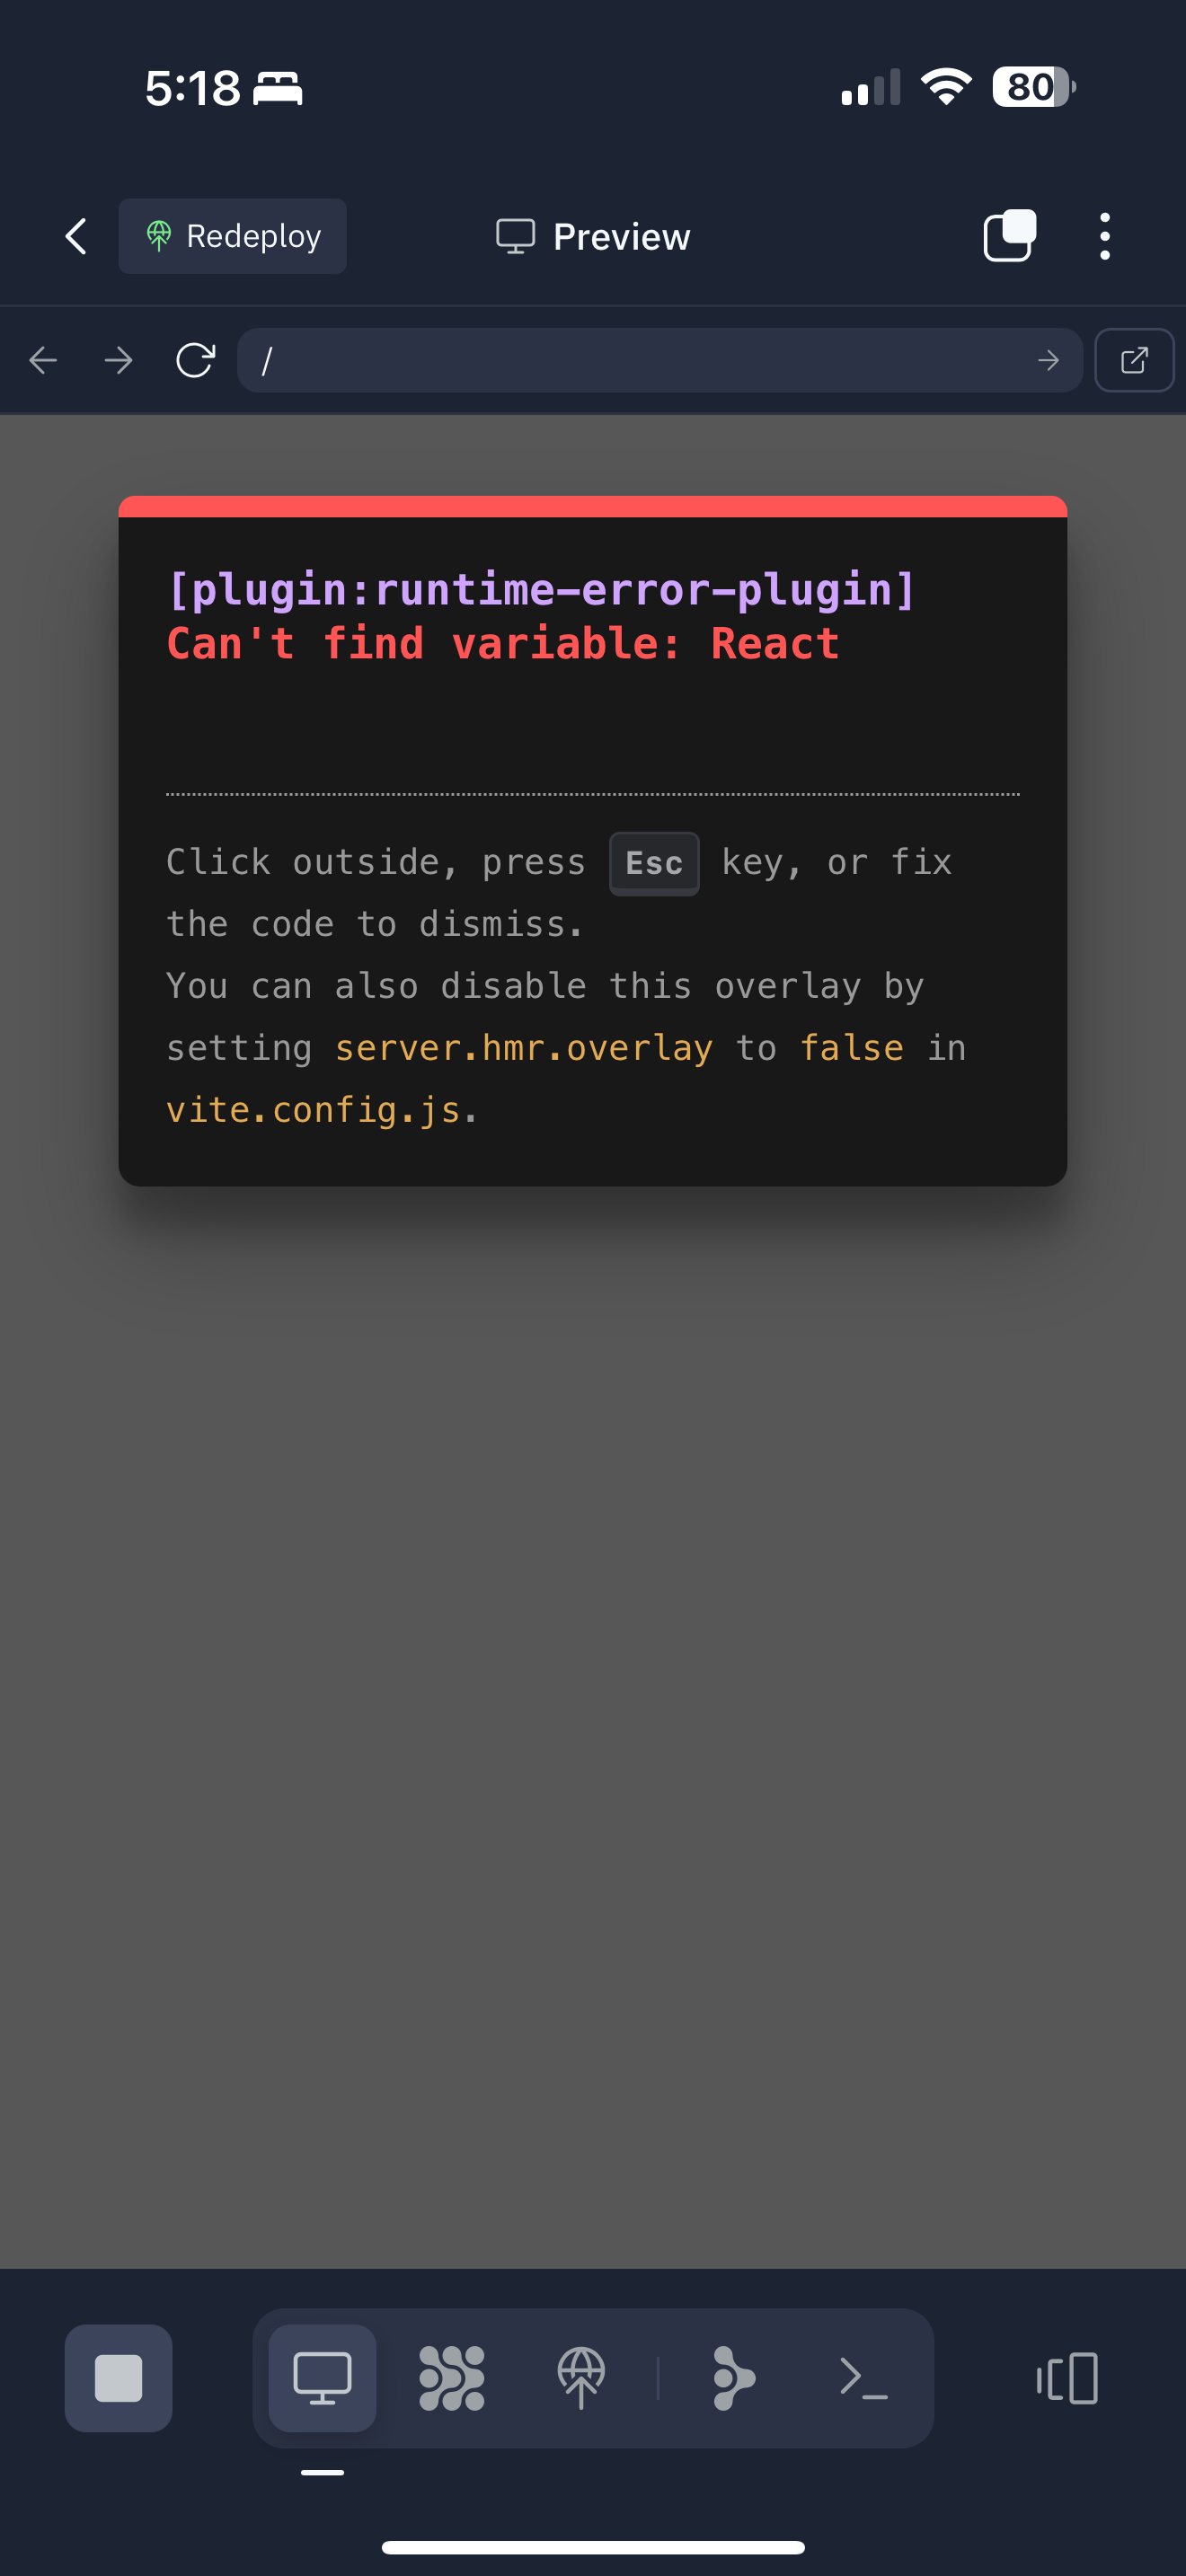 5:18
80
Redeploy
Preview
/
[plugin:runtime-error-plugin]
Can't find variable: React
Click outside, press Esc key, or fix
the code to dismiss.
You can also disable this overlay by
setting server.hmr.overlay to false in
vite.config.js.